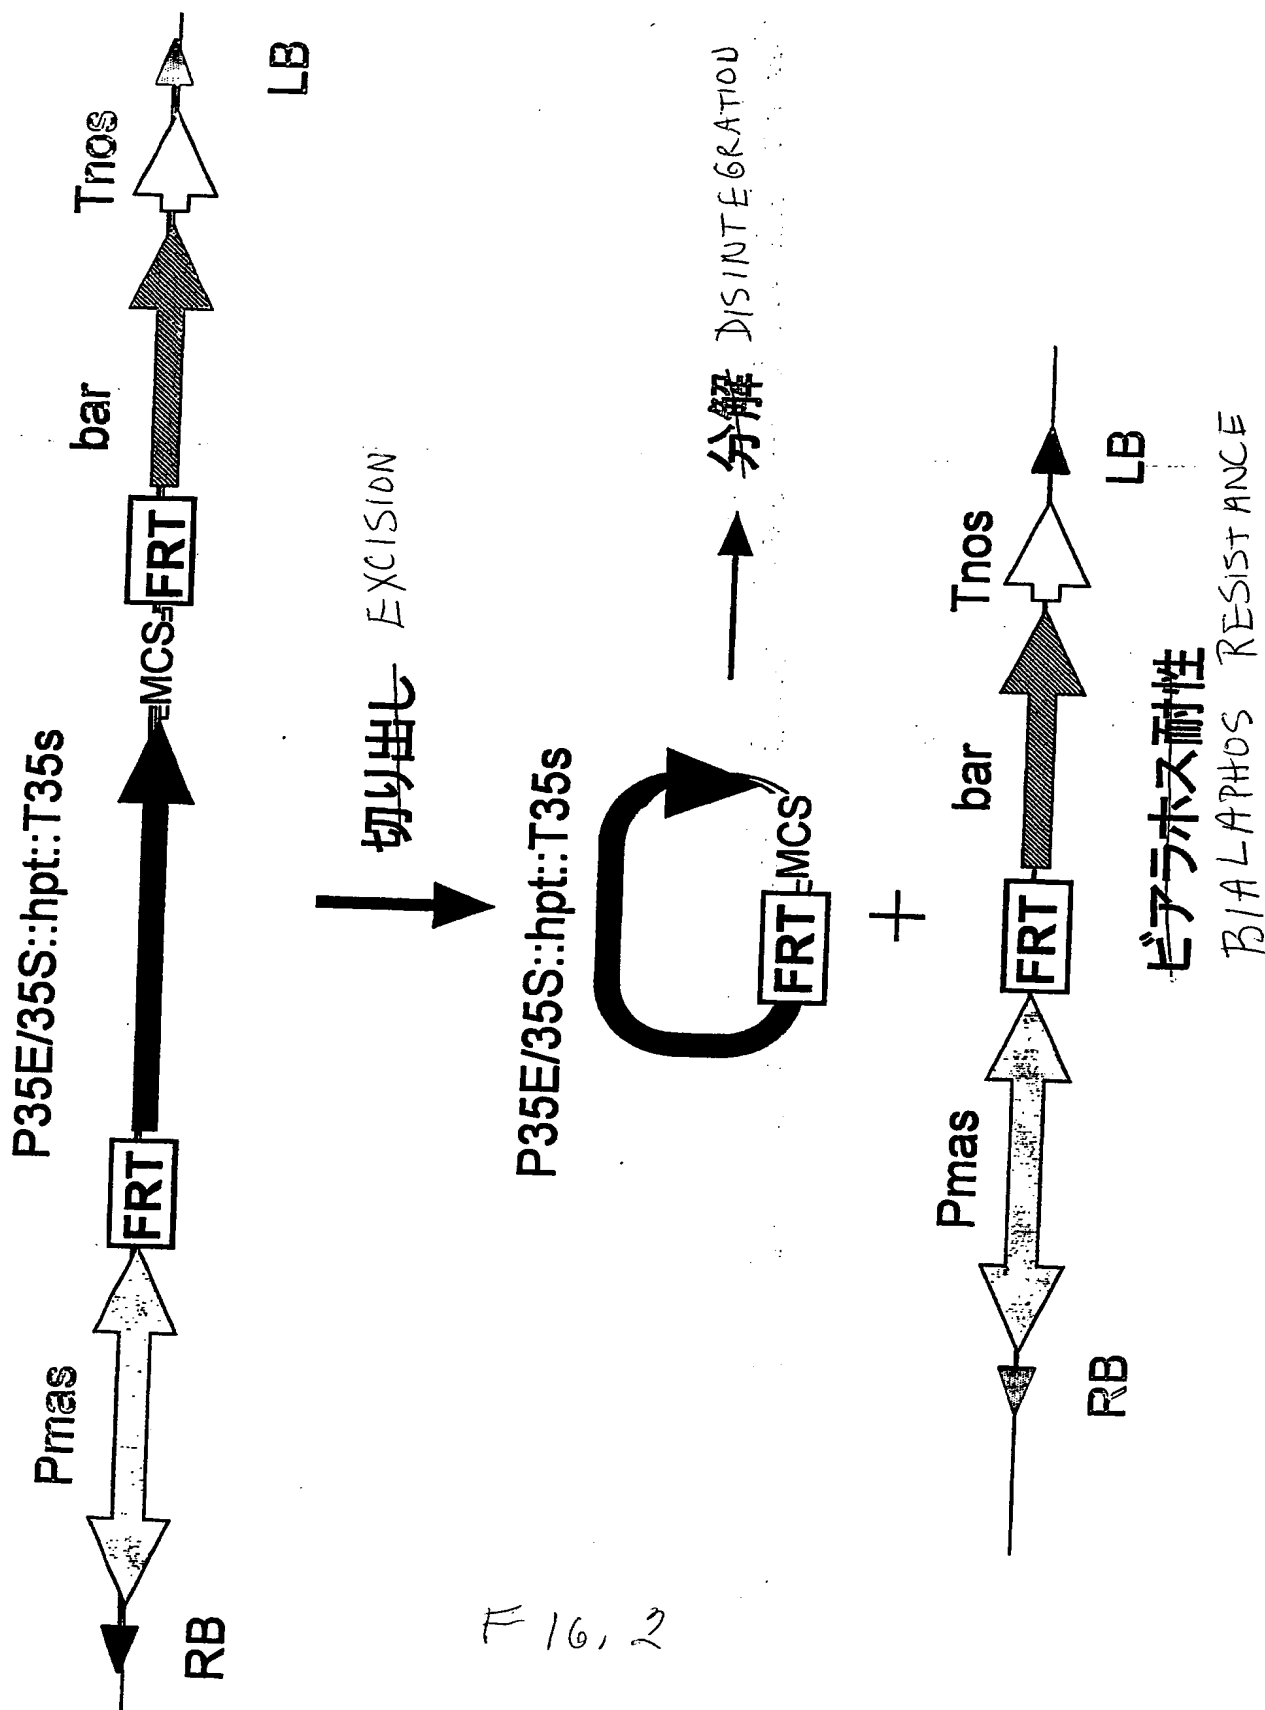 P35E/35S::hpt::T35s
Pmas
FRT
MCS
FRT
bar
Tnos
RB
LB
切り出し EXCISION
P35E/35S::hpt::T35s
FRT
MCS
分解 DISINTEGRATION
+
Pmas
FRT
bar
Tnos
RB
LB
ビアラホス耐性
BIALAPHOS RESISTANCE
FIG. 2